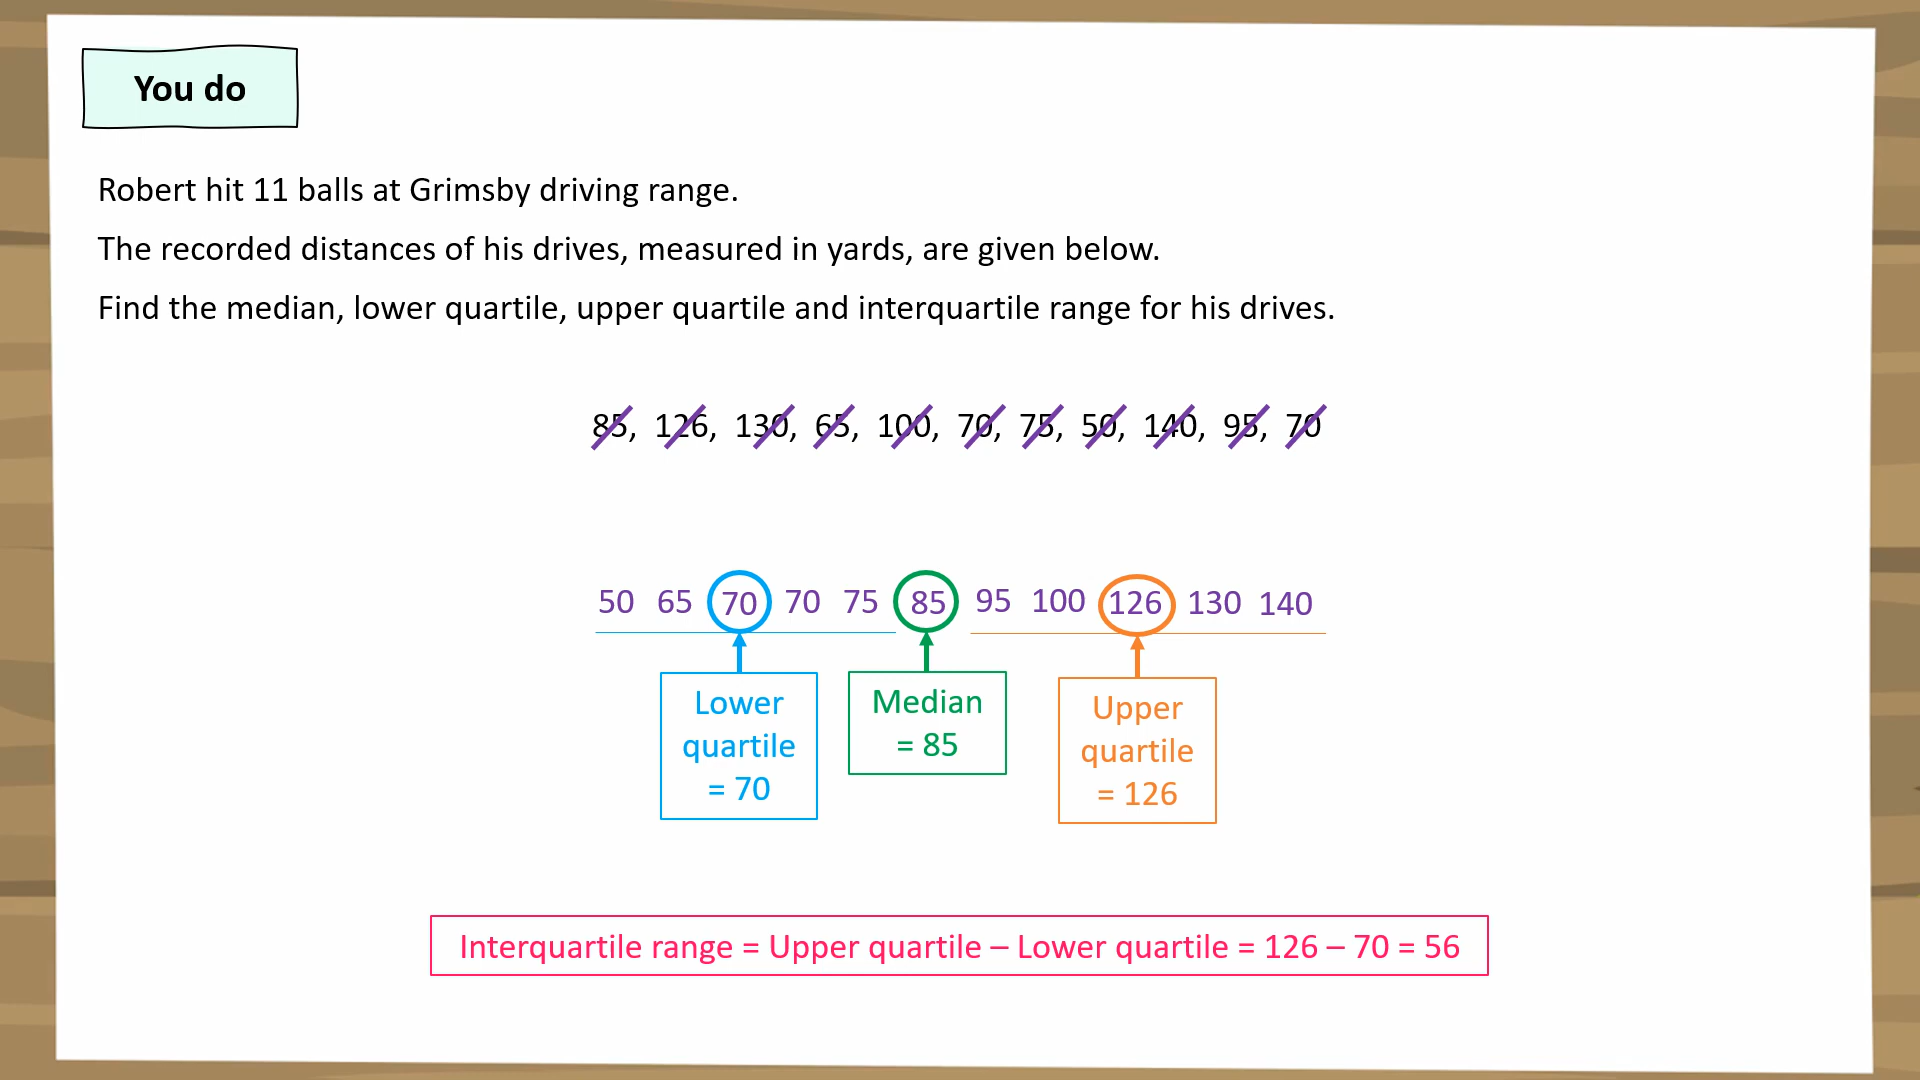 You do
Robert hit 11 balls at Grimsby driving range.
The recorded distances of his drives, measured in yards, are given below.
Find the median, lower quartile, upper quartile and interquartile range for his drives.
85, 126, 130, 65, 100, 70, 75, 50, 140, 95, 70
50 65 70 70 75 85 95 100 126 130 140
Lower
quartile
= 70
Median
= 85
Upper
quartile
= 126
Interquartile range = Upper quartile – Lower quartile = 126 – 70 = 56